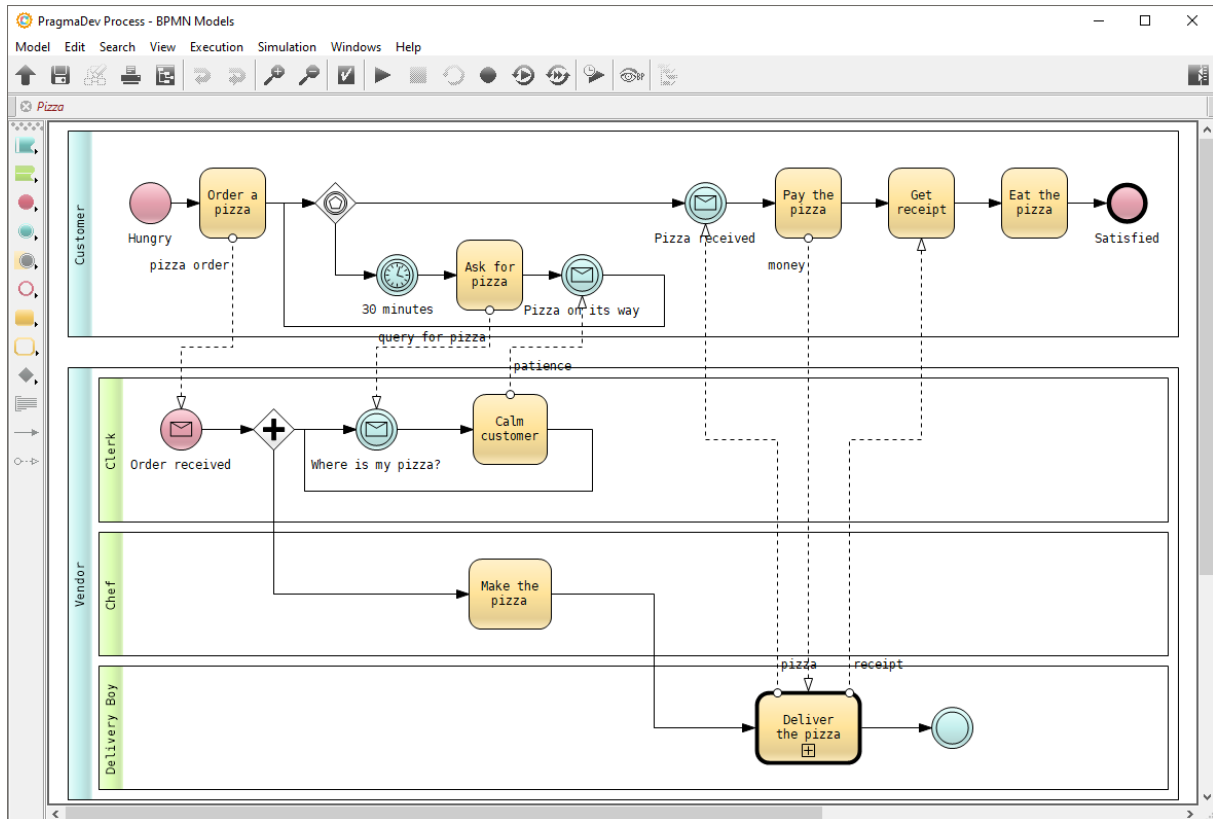 PragmaDev Process - BPMN Models
Model Edit Search View Execution Simulation Windows Help
Pizza
Customer
Hungry
Order a
pizza
pizza order
30 minutes
Ask for
pizza
query for pizza
Pizza on its way
patience
Pizza received
Pay the
pizza
money
Get
receipt
Eat the
pizza
Satisfied
Vendor
Clerk
Order received
Where is my pizza?
Calm
customer
Chef
Make the
pizza
Delivery Boy
pizza
receipt
Deliver
the pizza